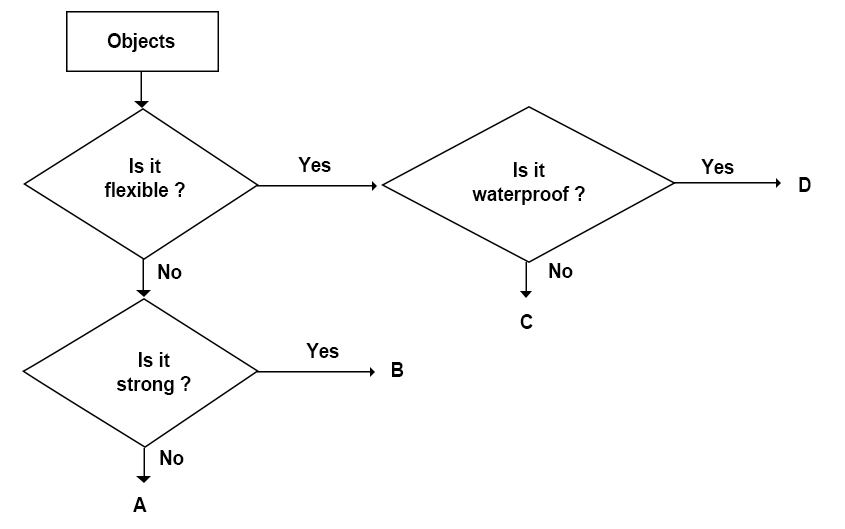 Objects
Is it
flexible ?
Yes
Is it
waterproof ?
Yes
D
No
No
C
Is it
strong ?
Yes
B
No
A